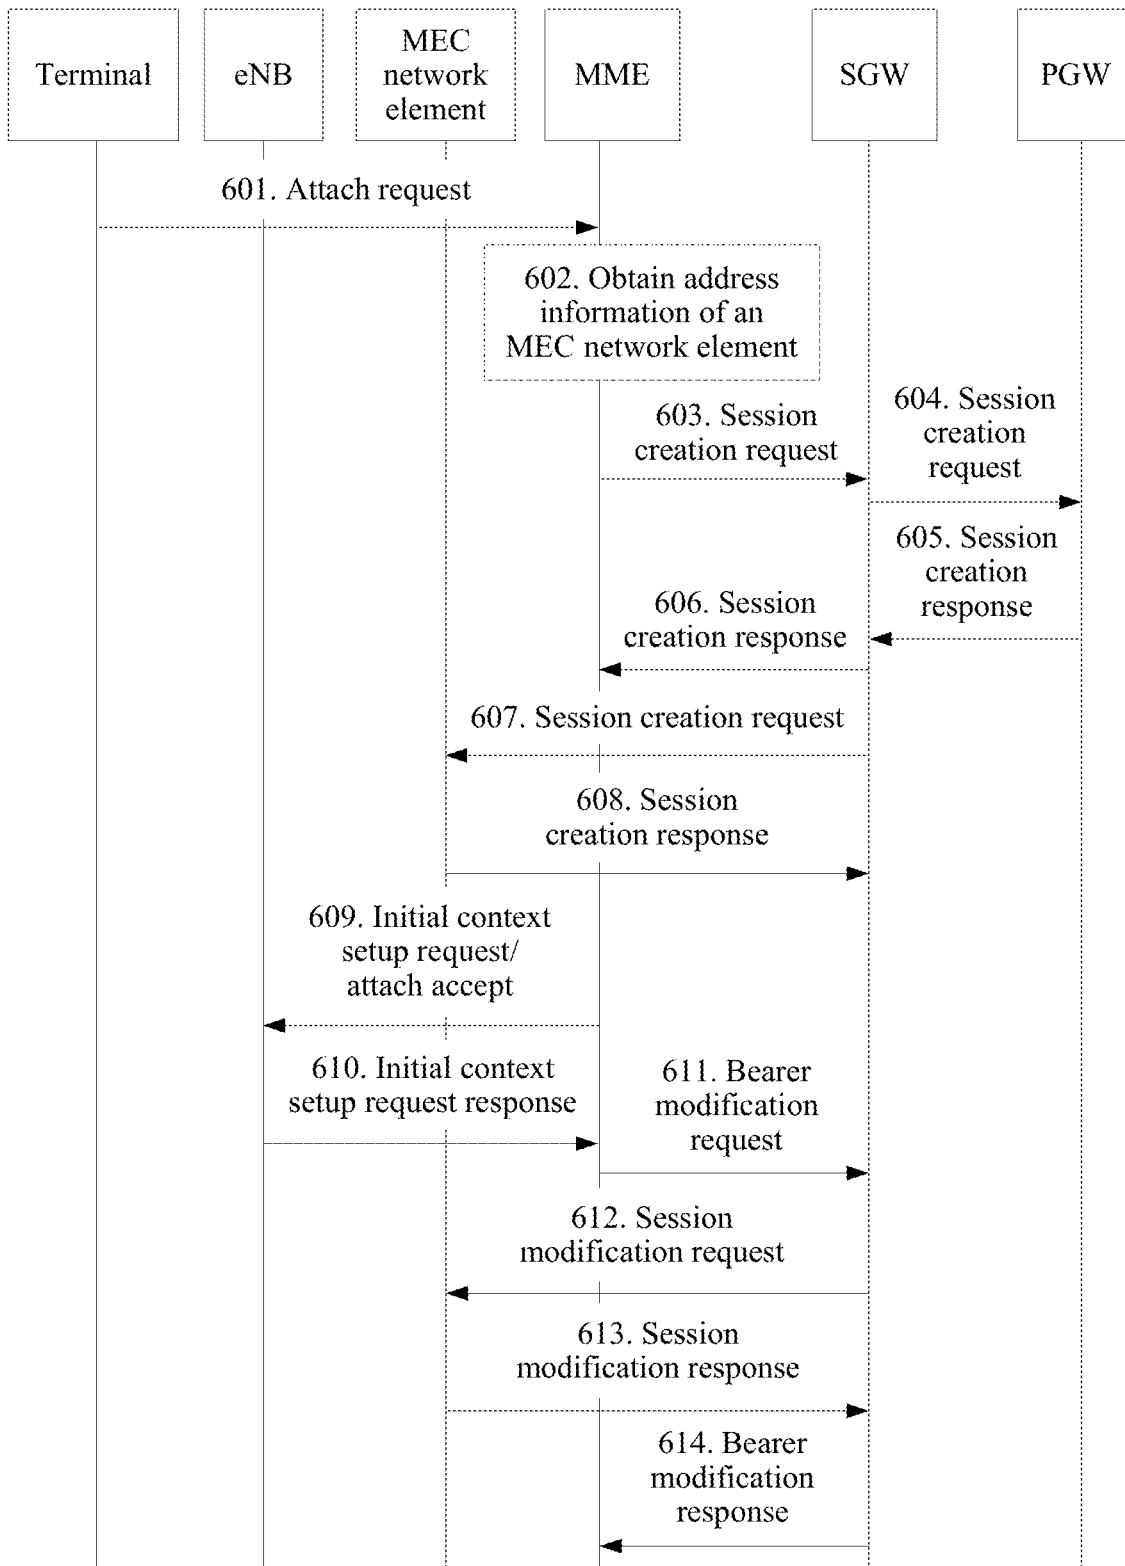 Terminal
eNB
MEC
network
element
MME
SGW
PGW
601. Attach request
602. Obtain address
information of an
MEC network element
603. Session
creation request
604. Session
creation
request
605. Session
creation
response
606. Session
creation response
607. Session creation request
608. Session
creation response
609. Initial context
setup request/
attach accept
610. Initial context
setup request response
611. Bearer
modification
request
612. Session
modification request
613. Session
modification response
614. Bearer
modification
response